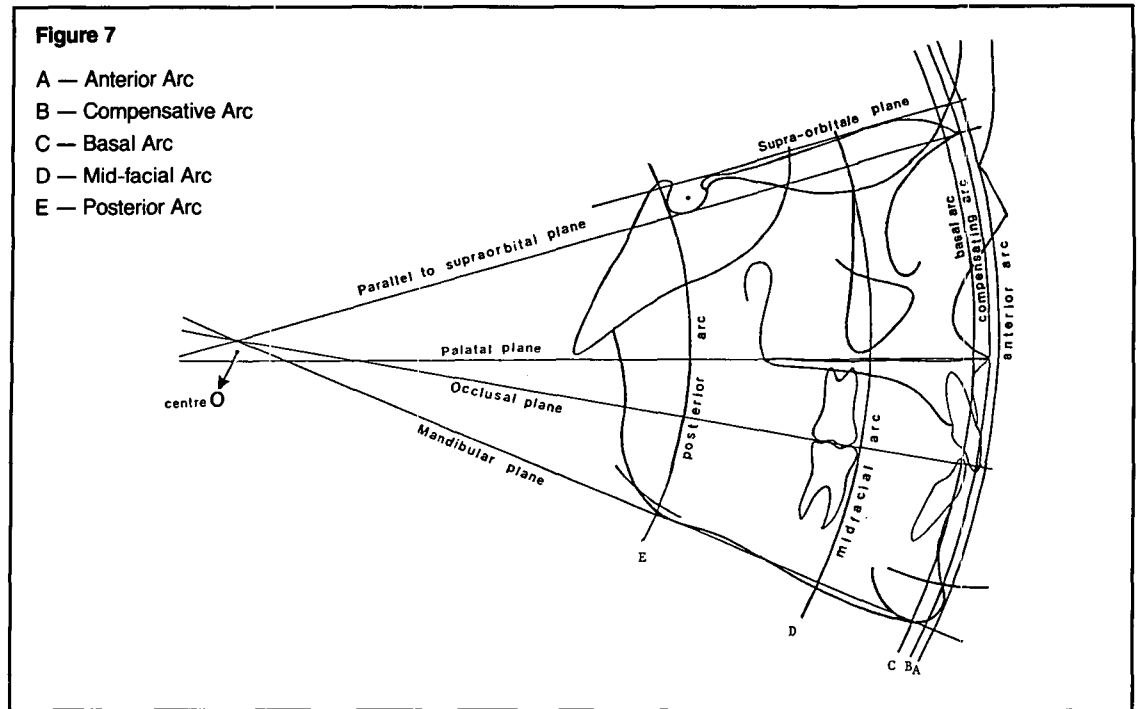 Figure 7
A — Anterior Arc
B — Compensative Arc
C — Basal Arc
D — Mid-facial Arc
E — Posterior Arc
Supra-orbitale plane
Parallel to supraorbital plane
basal arc
compensating arc
anterior arc
Palatal plane
posterior arc
Occlusal plane
centre O
Mandibular plane
midfacial arc
E
D
C BA